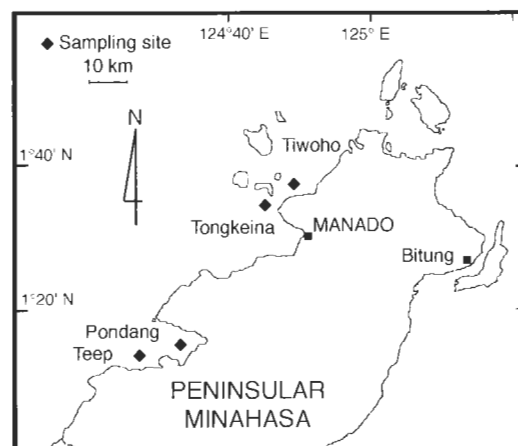 124°40' E
125° E
◆ Sampling site
10 km
N
1°40' N
Tiwoho
Tongkeina
MANADO
Bitung
1°20' N
Pondang
Teep
PENINSULAR
MINAHASA